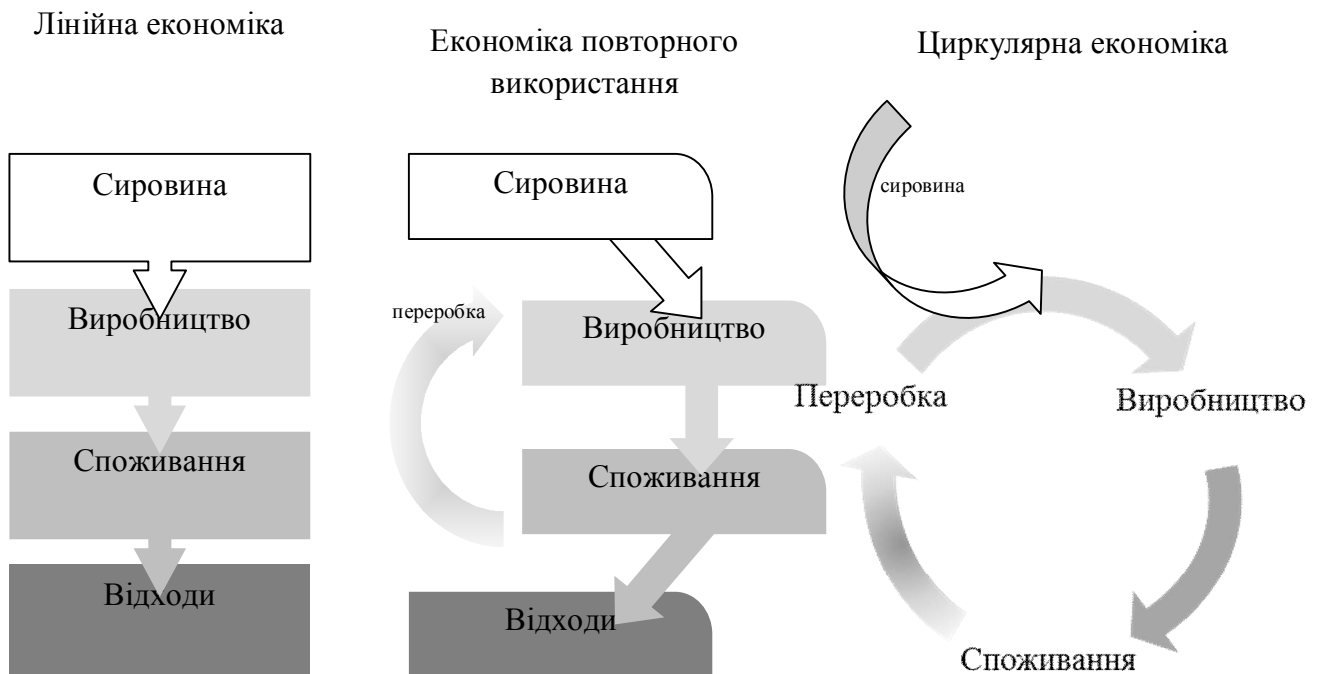 Лінійна економіка
Сировина
Виробництво
Споживання
Відходи
Економіка повторного
використання
Сировина
переробка
Виробництво
Споживання
Відходи
Циркулярна економіка
сировина
Переробка
Виробництво
Споживання